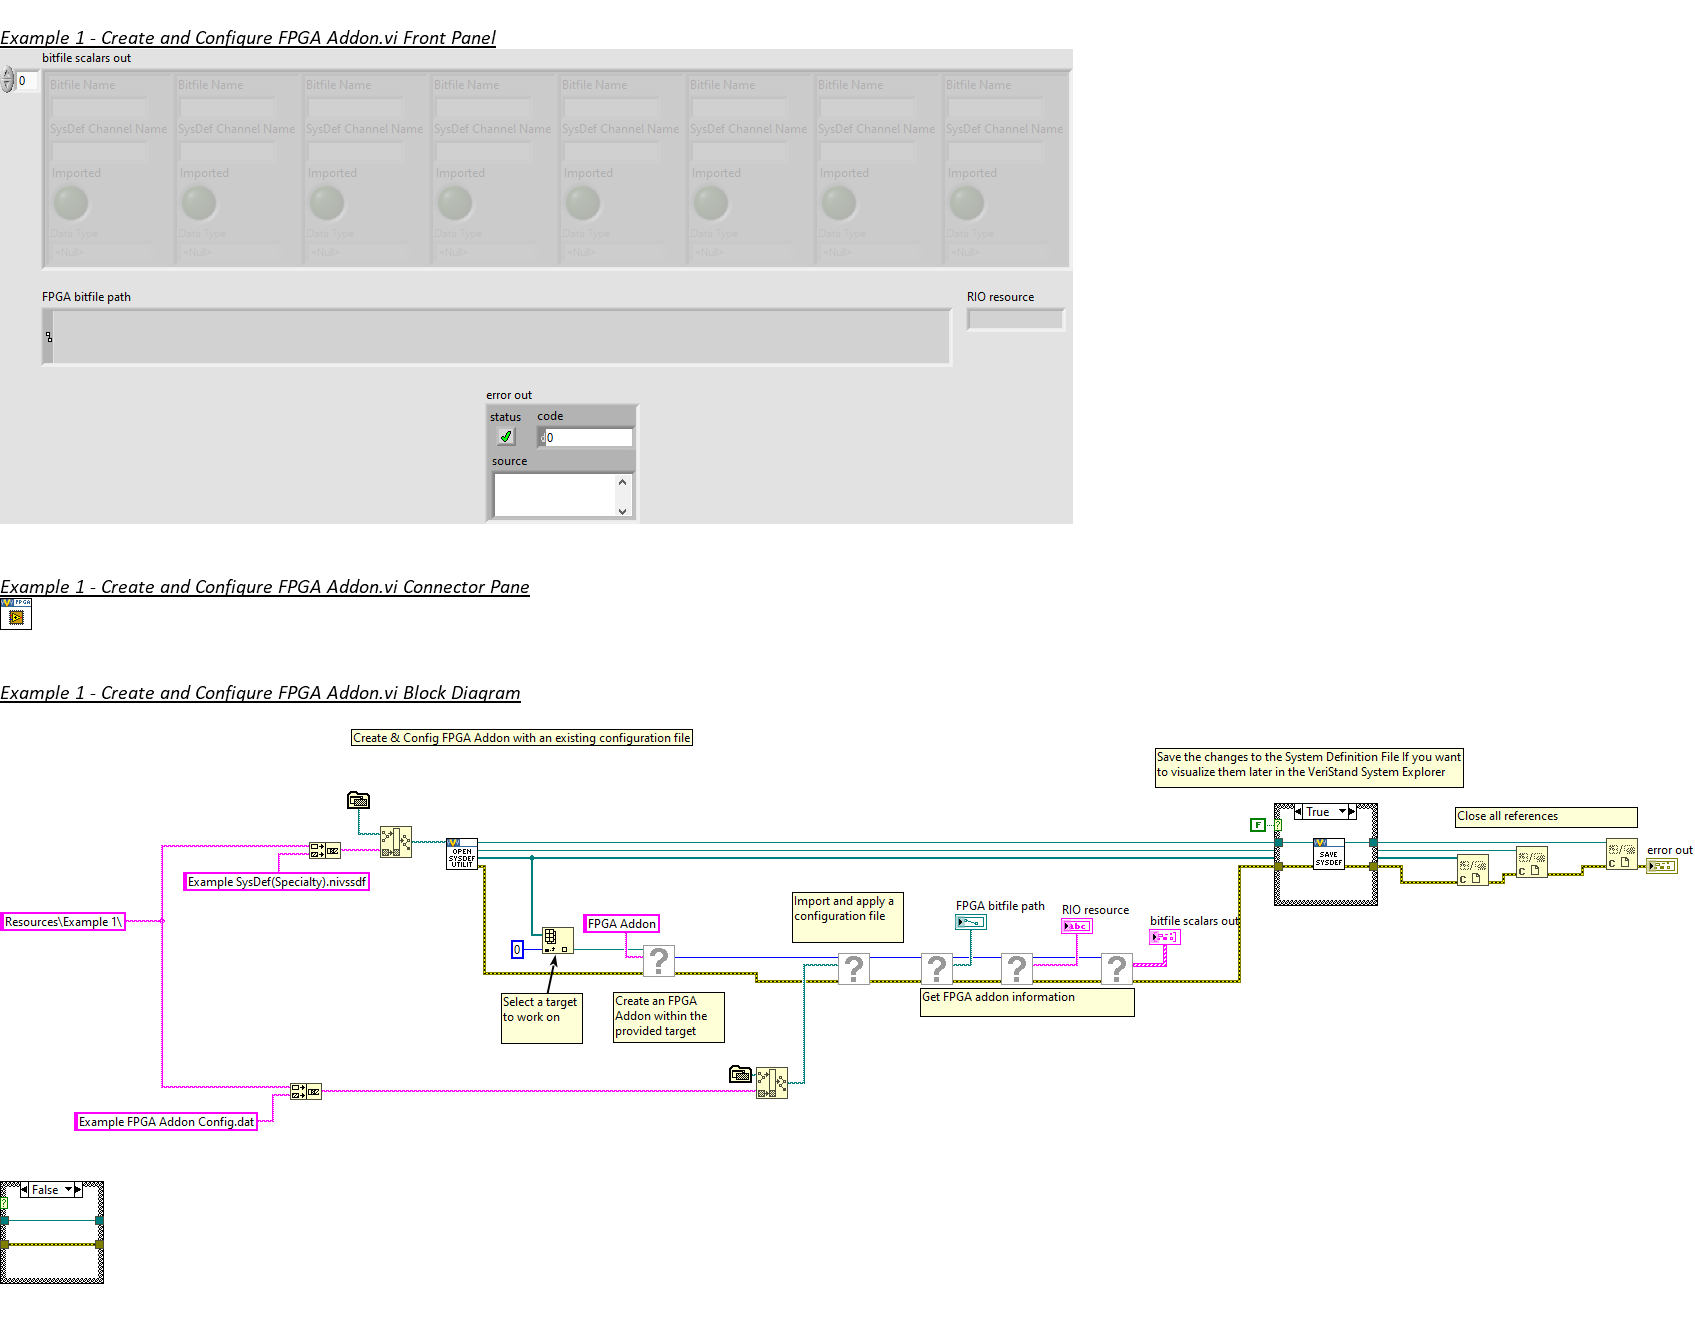 Example 1 - Create and Configure FPGA Addon.vi Front Panel
bitfile scalars out
0
Bitfile Name Bitfile Name Bitfile Name Bitfile Name Bitfile Name Bitfile Name Bitfile Name Bitfile Name
SysDef Channel Name SysDef Channel Name SysDef Channel Name SysDef Channel Name SysDef Channel Name SysDef Channel Name SysDef Channel Name SysDef Channel Name
Imported Imported Imported Imported Imported Imported Imported Imported
Data Type Data Type Data Type Data Type Data Type Data Type Data Type Data Type
<Null> <Null> <Null> <Null> <Null> <Null> <Null> <Null>
FPGA bitfile path
RIO resource
error out
status code
d 0
source
Example 1 - Create and Configure FPGA Addon.vi Connector Pane
FPGA
Example 1 - Create and Configure FPGA Addon.vi Block Diagram
Create & Config FPGA Addon with an existing configuration file
Save the changes to the System Definition File If you want
to visualize them later in the VeriStand System Explorer
True
Close all references
F
?
OPEN
SYSDEF
UTILIT
SAVE
SYSDEF
C
C
C
error out
Example SysDef(Specialty).nivssdf
Resources\Example 1\
Import and apply a
configuration file
FPGA bitfile path
RIO resource
abc
bitfile scalars out
FPGA Addon
0
?
?
?
?
?
Select a target
to work on
Create an FPGA
Addon within the
provided target
Get FPGA addon information
Example FPGA Addon Config.dat
False
?